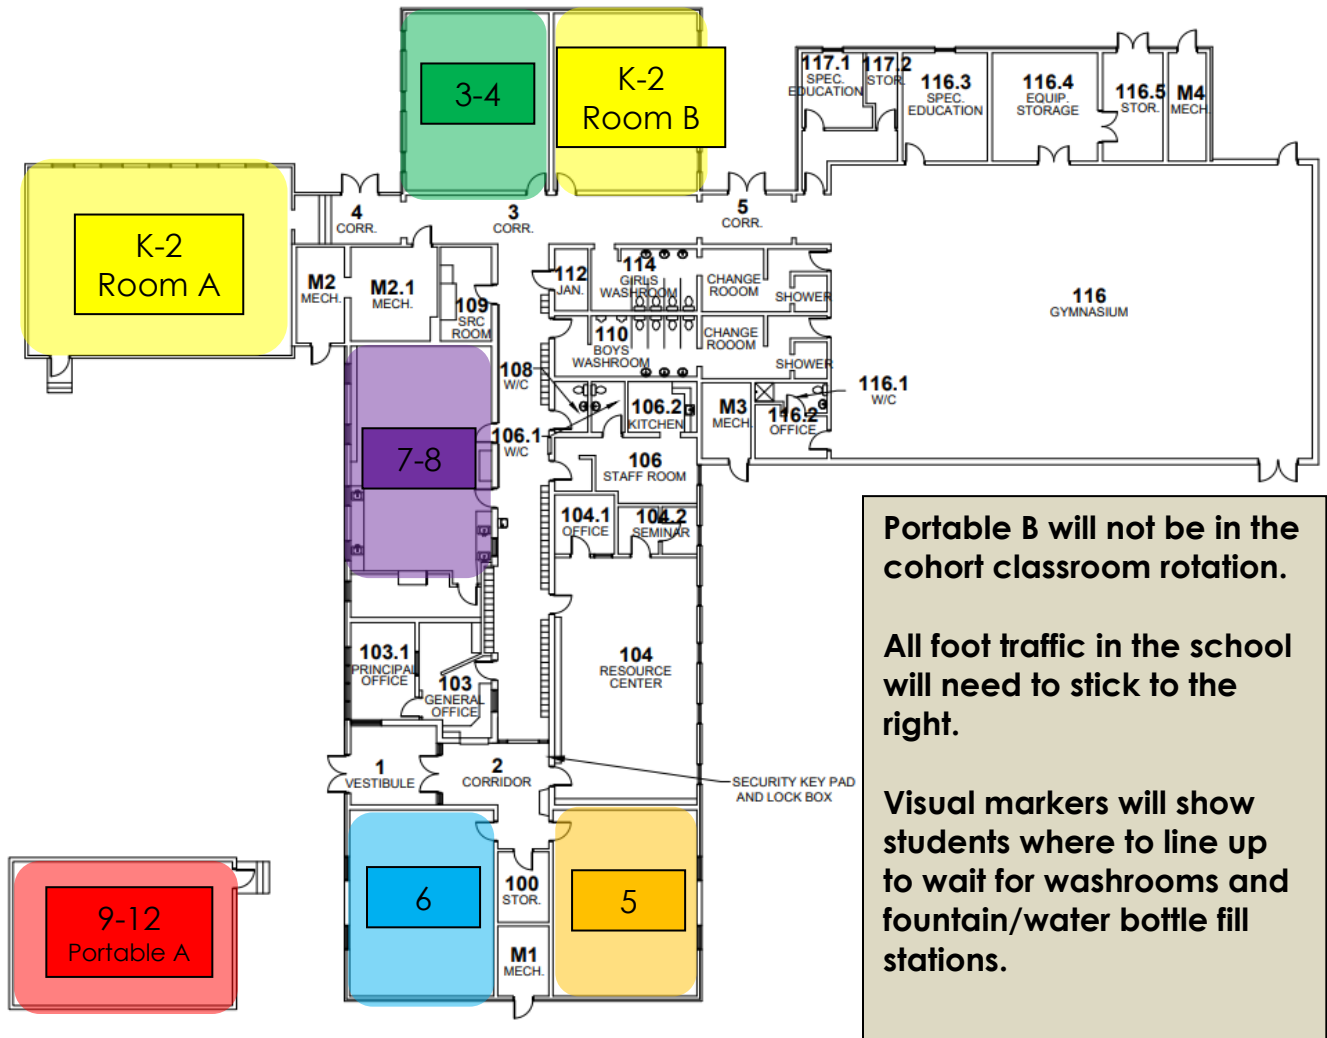 3-4
K-2
Room B
117.1
SPEC.
EDUCATION
117.2
STOR.
116.3
SPEC.
EDUCATION
116.4
EQUIP.
STORAGE
116.5
STOR.
M4
MECH.
K-2
Room A
4
CORR.
3
CORR.
5
CORR.
M2
MECH.
M2.1
MECH.
109
SRC
ROOM
112
JAN.
114
GIRLS
WASHROOM
CHANGE
ROOOM
SHOWER
116
GYMNASIUM
110
BOYS
WASHROOM
CHANGE
ROOOM
SHOWER
108
W/C
106.2
KITCHEN
M3
MECH.
116.2
OFFICE
116.1
W/C
7-8
106.1
W/C
106
STAFF ROOM
104.1
OFFICE
104.2
SEMINAR
103.1
PRINCIPAL
OFFICE
103
GENERAL
OFFICE
104
RESOURCE
CENTER
1
VESTIBULE
2
CORRIDOR
SECURITY KEY PAD
AND LOCK BOX
6
100
STOR.
5
M1
MECH.
9-12
Portable A
Portable B will not be in the
cohort classroom rotation.
All foot traffic in the school
will need to stick to the
right.
Visual markers will show
students where to line up
to wait for washrooms and
fountain/water bottle fill
stations.